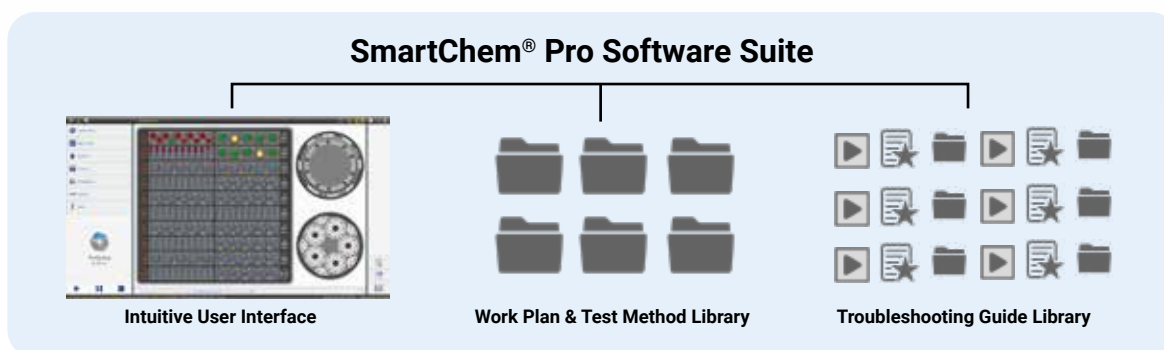 SmartChem® Pro Software Suite
Intuitive User Interface
Work Plan & Test Method Library
Troubleshooting Guide Library